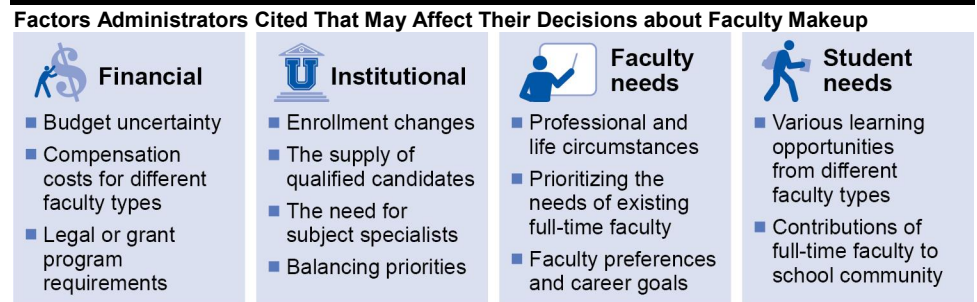 Factors Administrators Cited That May Affect Their Decisions about Faculty Makeup
Financial
■ Budget uncertainty
■ Compensation
costs for different
faculty types
■ Legal or grant
program
requirements
U
Institutional
■ Enrollment changes
■ The supply of
qualified candidates
■ The need for
subject specialists
■ Balancing priorities
Faculty
needs
■ Professional and
life circumstances
■ Prioritizing the
needs of existing
full-time faculty
■ Faculty preferences
and career goals
Student
needs
■ Various learning
opportunities
from different
faculty types
■ Contributions of
full-time faculty to
school community